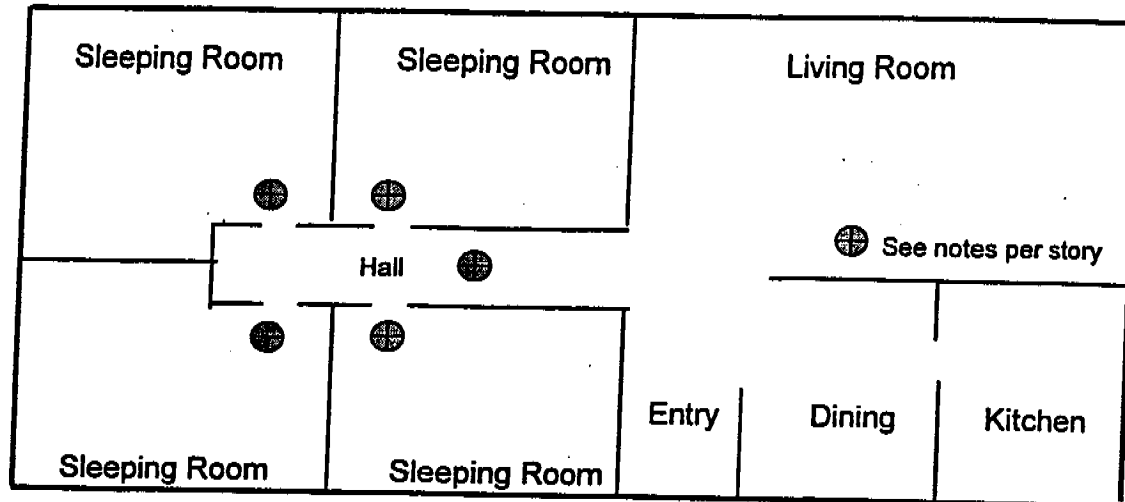 Sleeping Room
Sleeping Room
Living Room
See notes per story
Hall
Entry
Dining
Kitchen
Sleeping Room
Sleeping Room